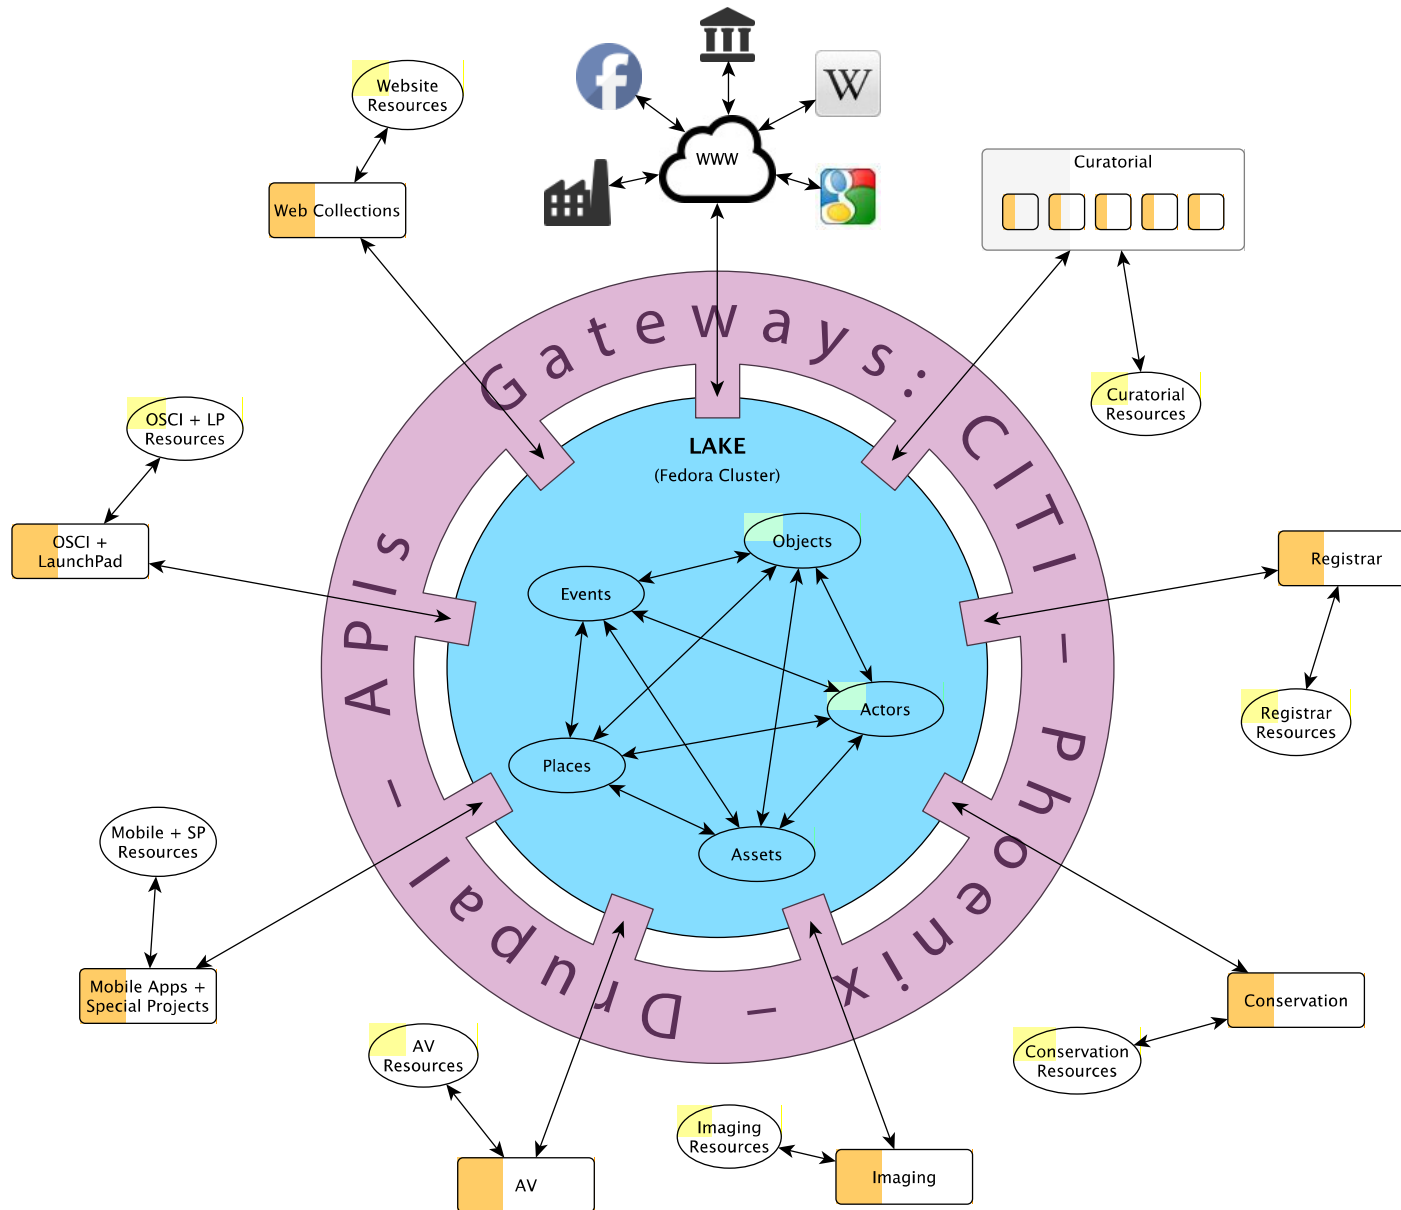 Website
Resources
Web Collections
WWW
W
Curatorial
Curatorial
Resources
OSCI + LP
Resources
OSCI +
LaunchPad
Gateways: CITI – Phoenix – Drupal – APIs
LAKE
(Fedora Cluster)
Objects
Events
Actors
Places
Assets
Registrar
Registrar
Resources
Mobile + SP
Resources
Mobile Apps +
Special Projects
Conservation
Conservation
Resources
AV
Resources
AV
Imaging
Resources
Imaging